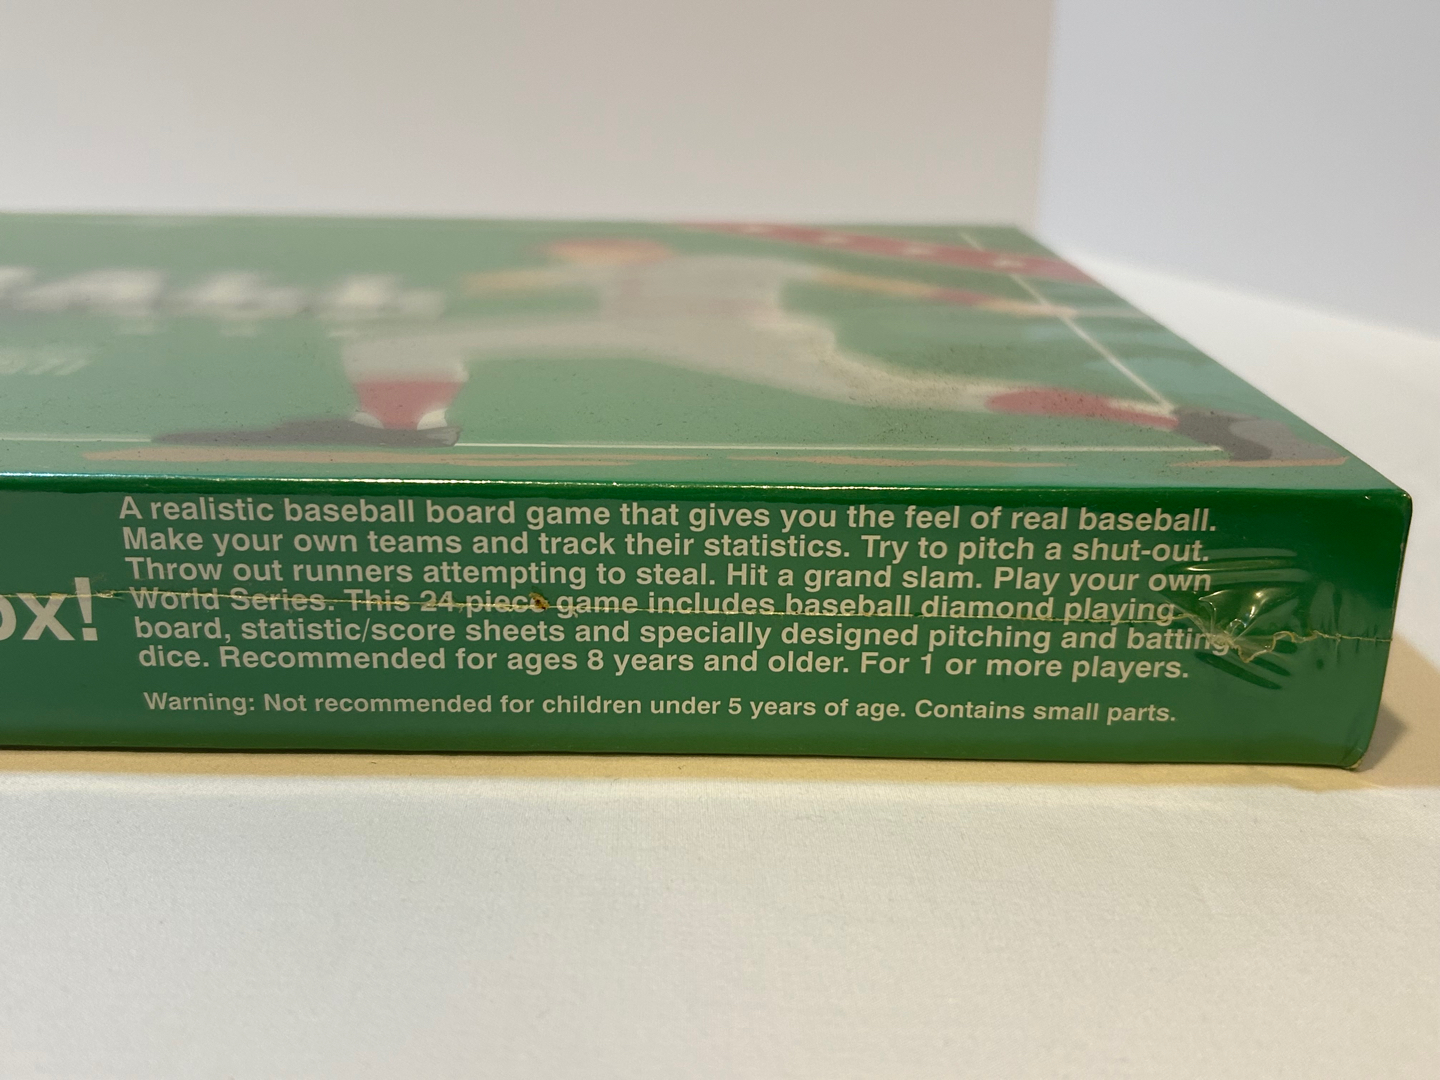 A realistic baseball board game that gives you the feel of real baseball.
Make your own teams and track their statistics. Try to pitch a shut-out.
Throw out runners attempting to steal. Hit a grand slam. Play your own
World Series. This 24 piece game includes baseball diamond playing
board, statistic/score sheets and specially designed pitching and batting
dice. Recommended for ages 8 years and older. For 1 or more players.
Warning: Not recommended for children under 5 years of age. Contains small parts.
ox!